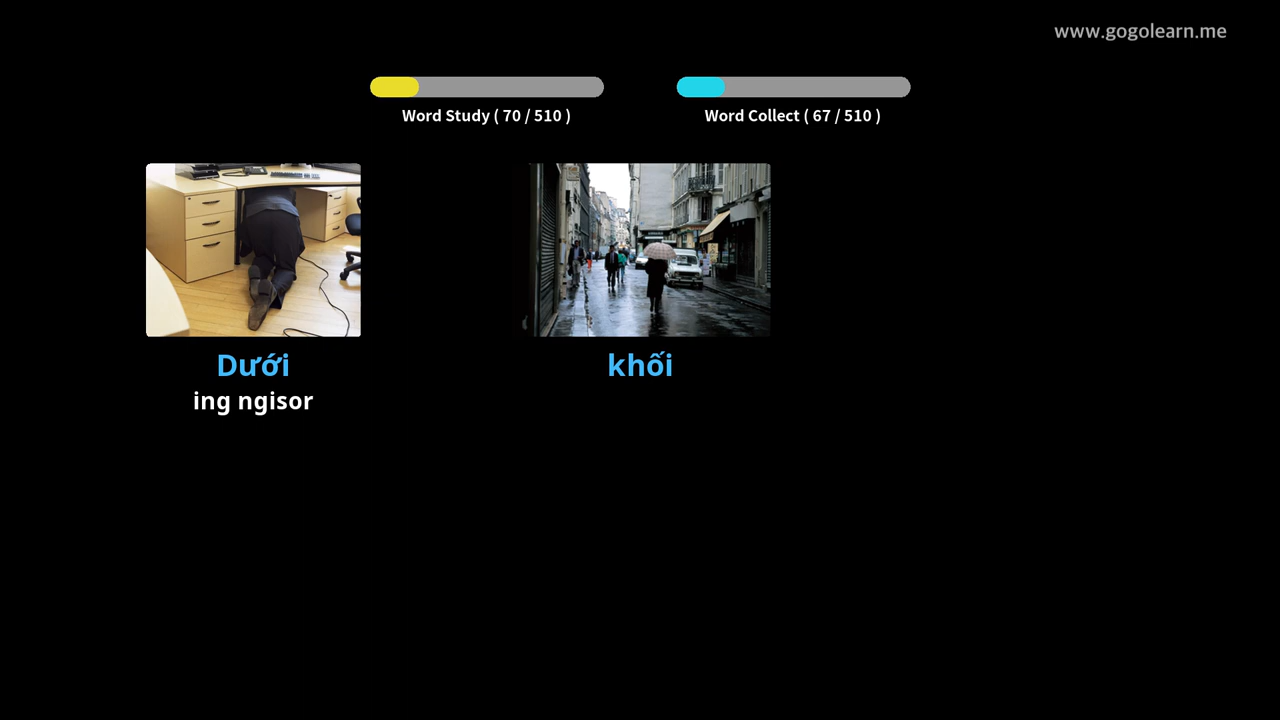 www.gogolearn.me
Word Study ( 70 / 510 )
Word Collect ( 67 / 510 )
Dưới
ing ngisor
khối